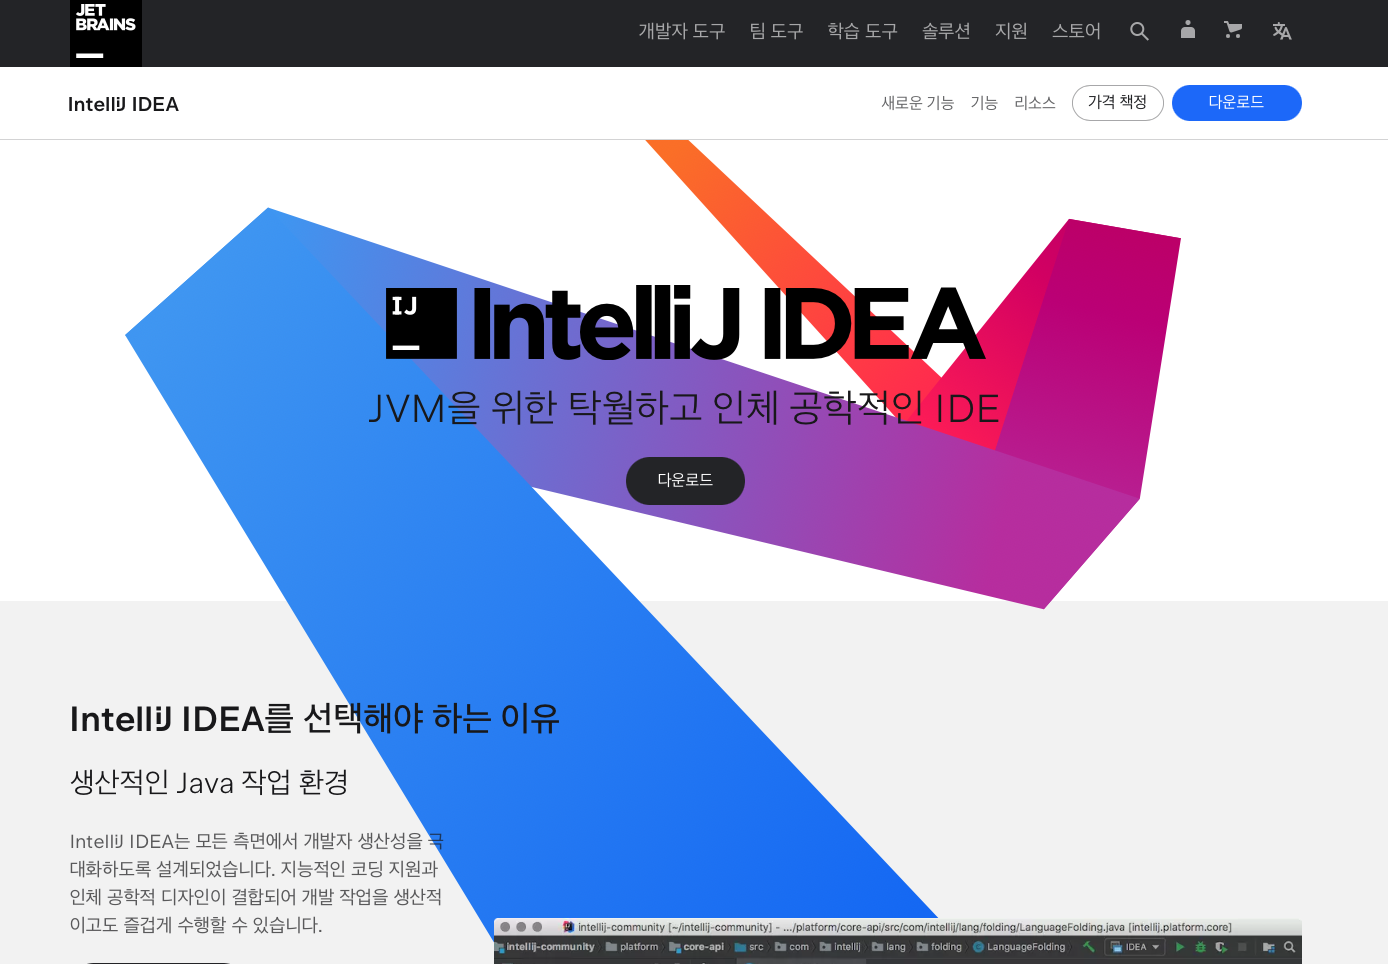 JET
BRAINS
개발자 도구 팀 도구 학습 도구 솔루션 지원 스토어
IntelliJ IDEA
새로운 기능 기능 리소스 가격 책정 다운로드
IJ
IntelliJ IDEA
JVM을 위한 탁월하고 인체 공학적인 IDE
다운로드
IntelliJ IDEA를 선택해야 하는 이유
생산적인 Java 작업 환경
IntelliJ IDEA는 모든 측면에서 개발자 생산성을 극
대화하도록 설계되었습니다. 지능적인 코딩 지원과
인체 공학적 디자인이 결합되어 개발 작업을 생산적
이고도 즐겁게 수행할 수 있습니다.
intellij-community [~/intellij-community] - .../platform/core-api/src/com/intellij/lang/folding/LanguageFolding.java [intellij.platform.core]
intellij-community platform core-api src com intellij lang folding LanguageFolding IDEA